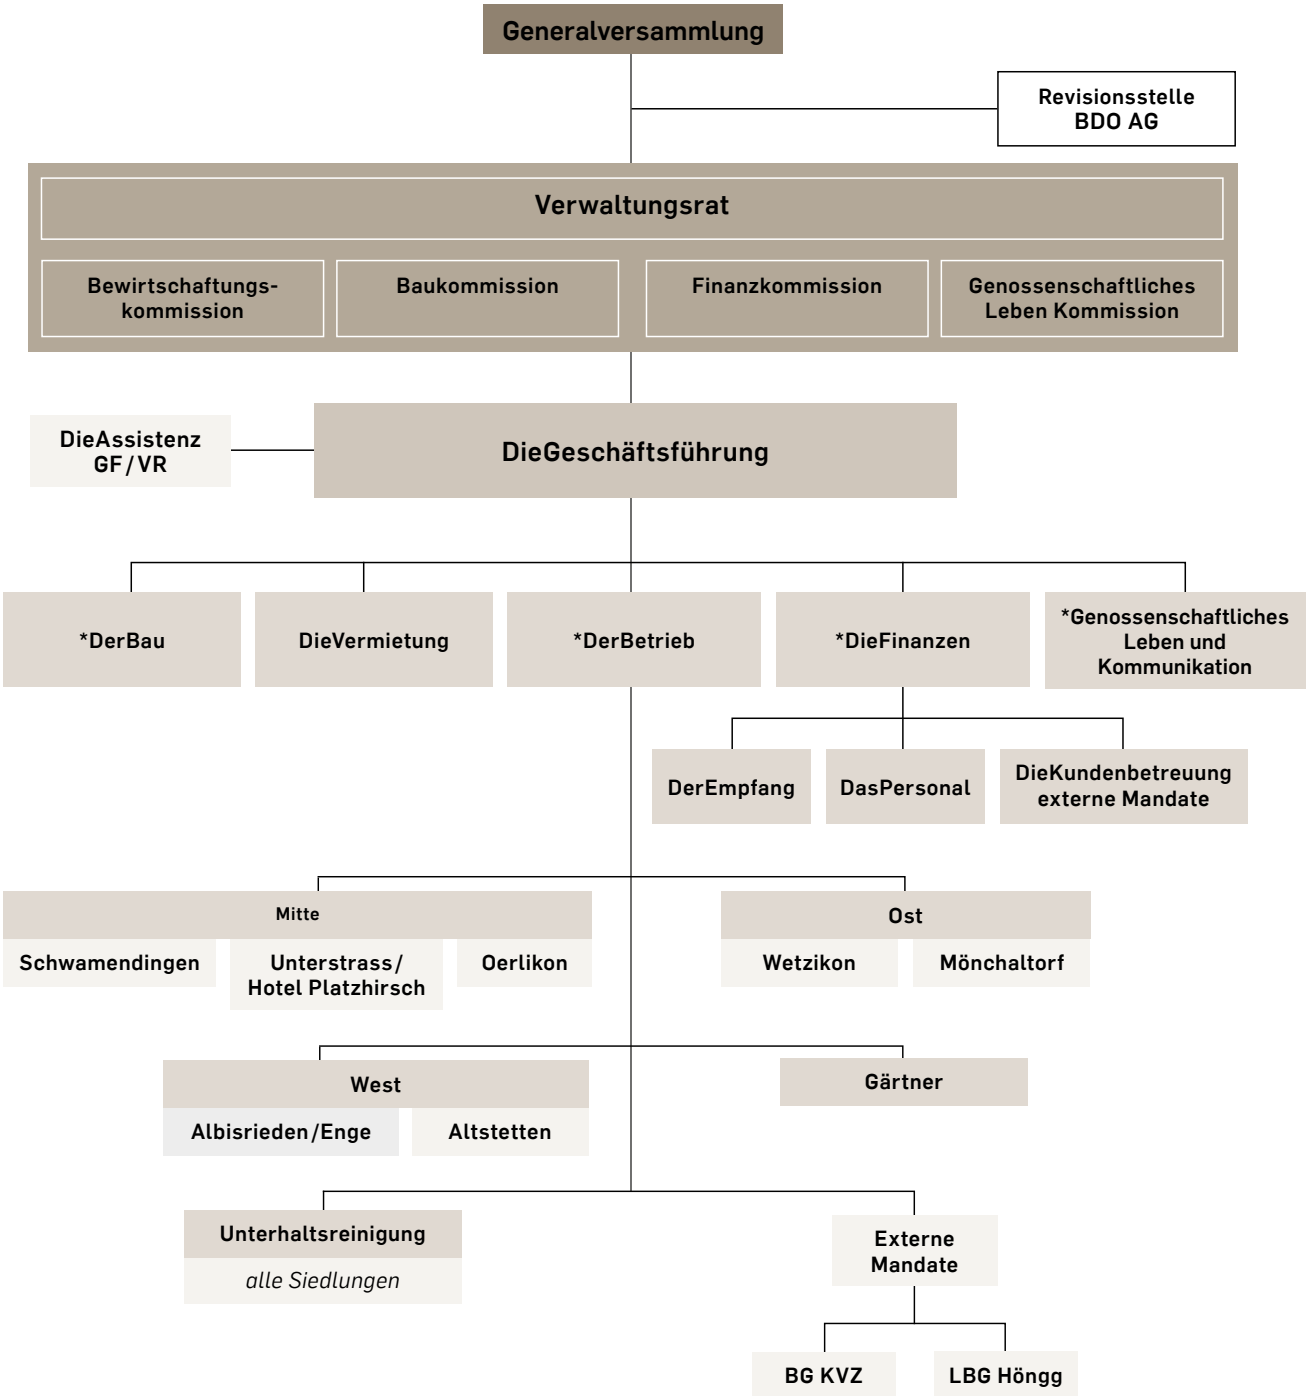 Generalversammlung
Revisionsstelle
BDO AG
Verwaltungsrat
Bewirtschaftungs-
kommission
Baukommission
Finanzkommission
Genossenschaftliches
Leben Kommission
DieAssistenz
GF/VR
DieGeschäftsführung
*DerBau
DieVermietung
*DerBetrieb
*DieFinanzen
*Genossenschaftliches
Leben und
Kommunikation
DerEmpfang
DasPersonal
DieKundenbetreuung
externe Mandate
Mitte
Schwamendingen
Unterstrass/
Hotel Platzhirsch
Oerlikon
Ost
Wetzikon
Mönchaltorf
West
Albisrieden/Enge
Altstetten
Gärtner
Unterhaltsreinigung
alle Siedlungen
Externe
Mandate
BG KVZ
LBG Höngg